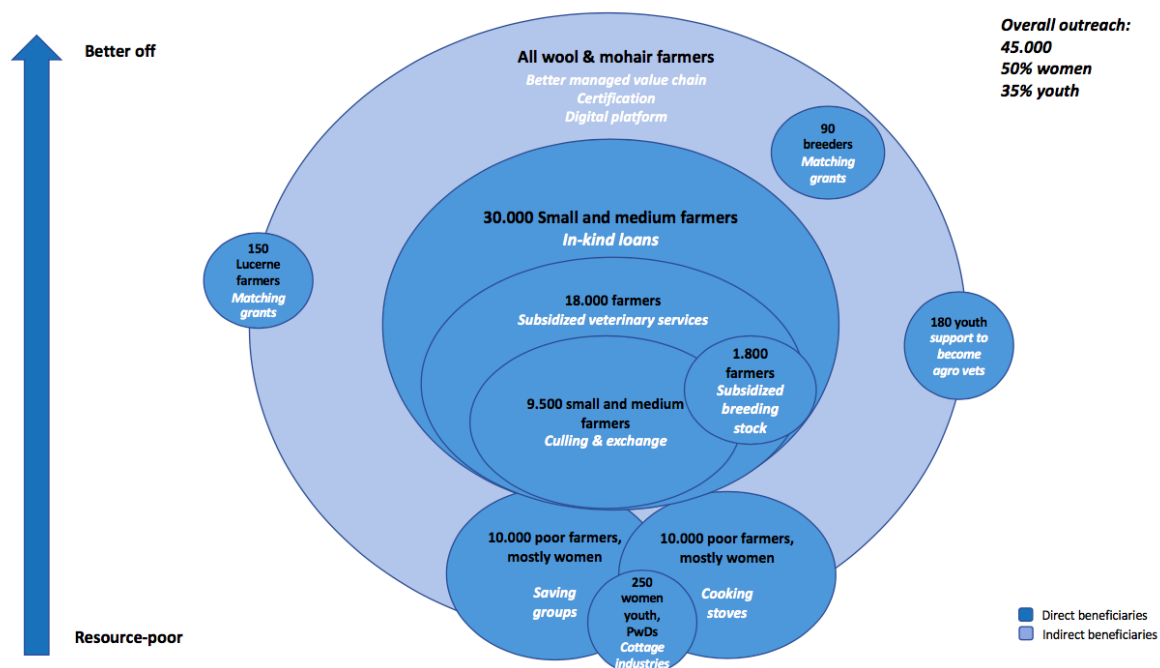 Better off
Resource-poor
Overall outreach:
45.000
50% women
35% youth
All wool & mohair farmers
Better managed value chain
Certification
Digital platform
90
breeders
Matching
grants
30.000 Small and medium farmers
In-kind loans
150
Lucerne
farmers
Matching
grants
18.000 farmers
Subsidized veterinary services
180 youth
support to
become
agro vets
1.800
farmers
Subsidized
breeding
stock
9.500 small and medium
farmers
Culling & exchange
10.000 poor farmers,
mostly women
Saving
groups
10.000 poor farmers,
mostly women
Cooking
stoves
250
women
youth,
PwDs
Cottage
industries
Direct beneficiaries
Indirect beneficiaries